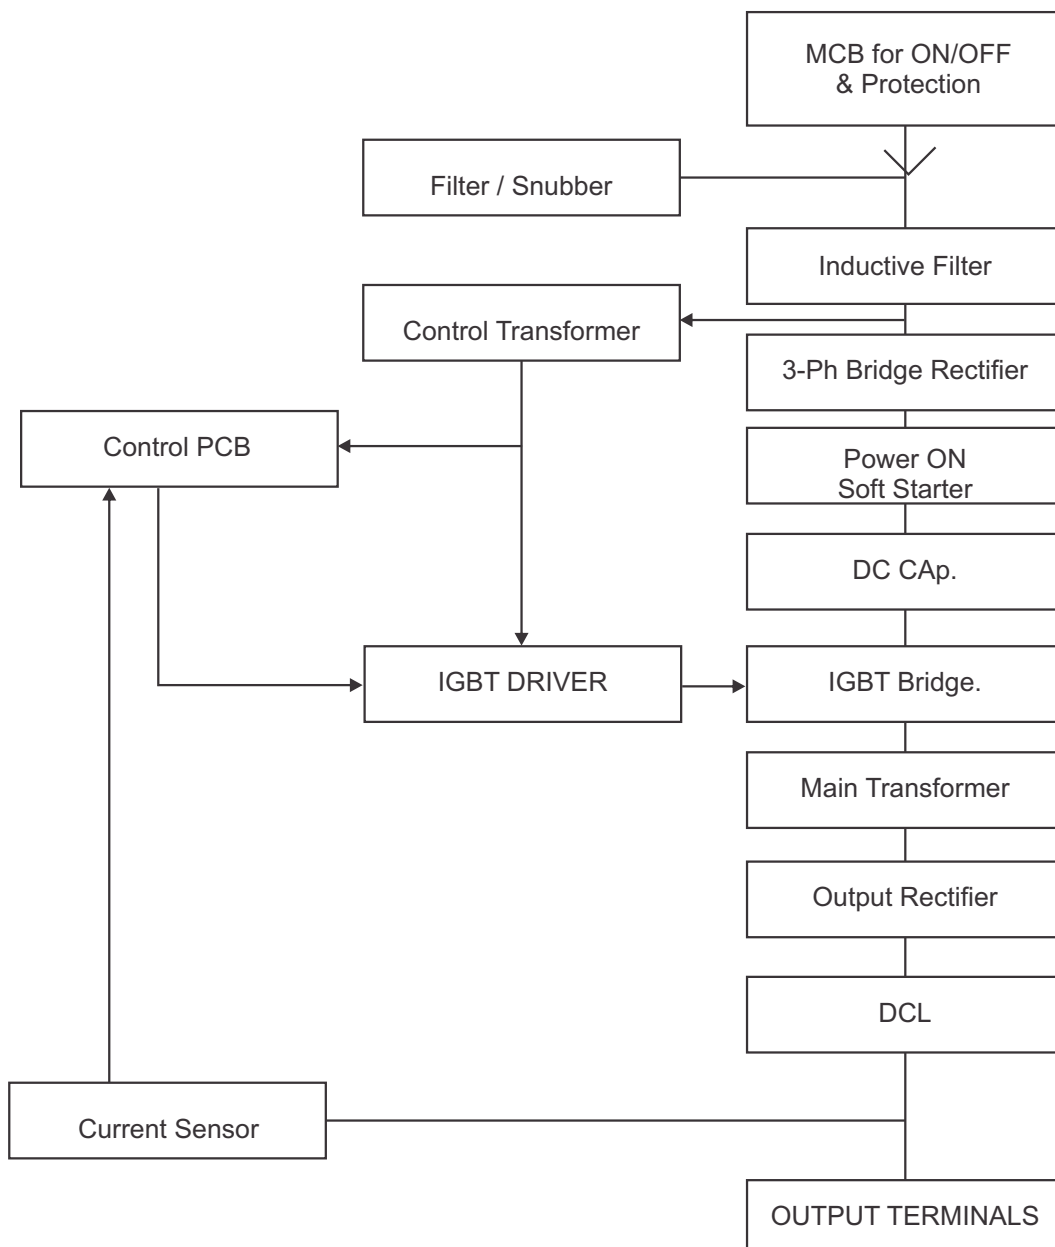 MCB for ON/OFF
& Protection
Filter / Snubber
Inductive Filter
Control Transformer
3-Ph Bridge Rectifier
Control PCB
Power ON
Soft Starter
DC CAp.
IGBT DRIVER
IGBT Bridge.
Main Transformer
Output Rectifier
DCL
Current Sensor
OUTPUT TERMINALS